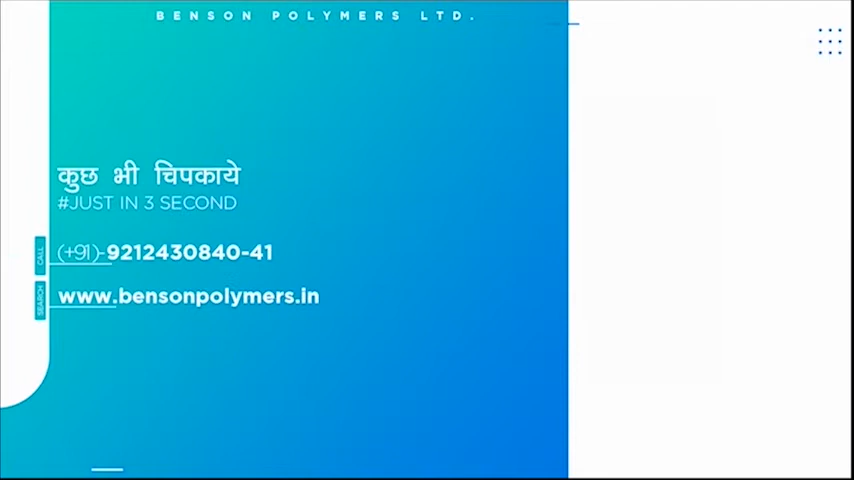 BENSON POLYMERS LTD.
कुछ भी चिपकाये
#JUST IN 3 SECOND
CALL
(+91)-9212430840-41
SEARCH
www.bensonpolymers.in